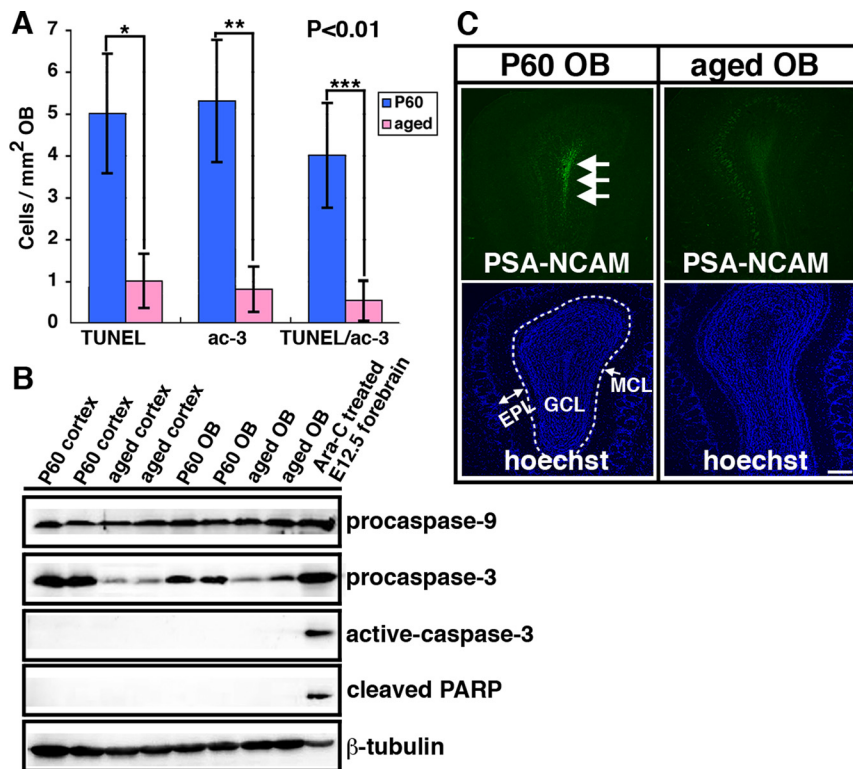 A
7
6
5
4
3
2
1
0
Cells / mm² OB
*
**
***
P<0.01
P60
aged
TUNEL
ac-3
TUNEL/ac-3
B
P60 cortex
P60 cortex
aged cortex
aged cortex
P60 OB
P60 OB
aged OB
aged OB
Ara-C treated
E12.5 forebrain
procaspase-9
procaspase-3
active-caspase-3
cleaved PARP
β-tubulin
C
P60 OB
aged OB
PSA-NCAM
PSA-NCAM
EPL
GCL
MCL
hoechst
hoechst